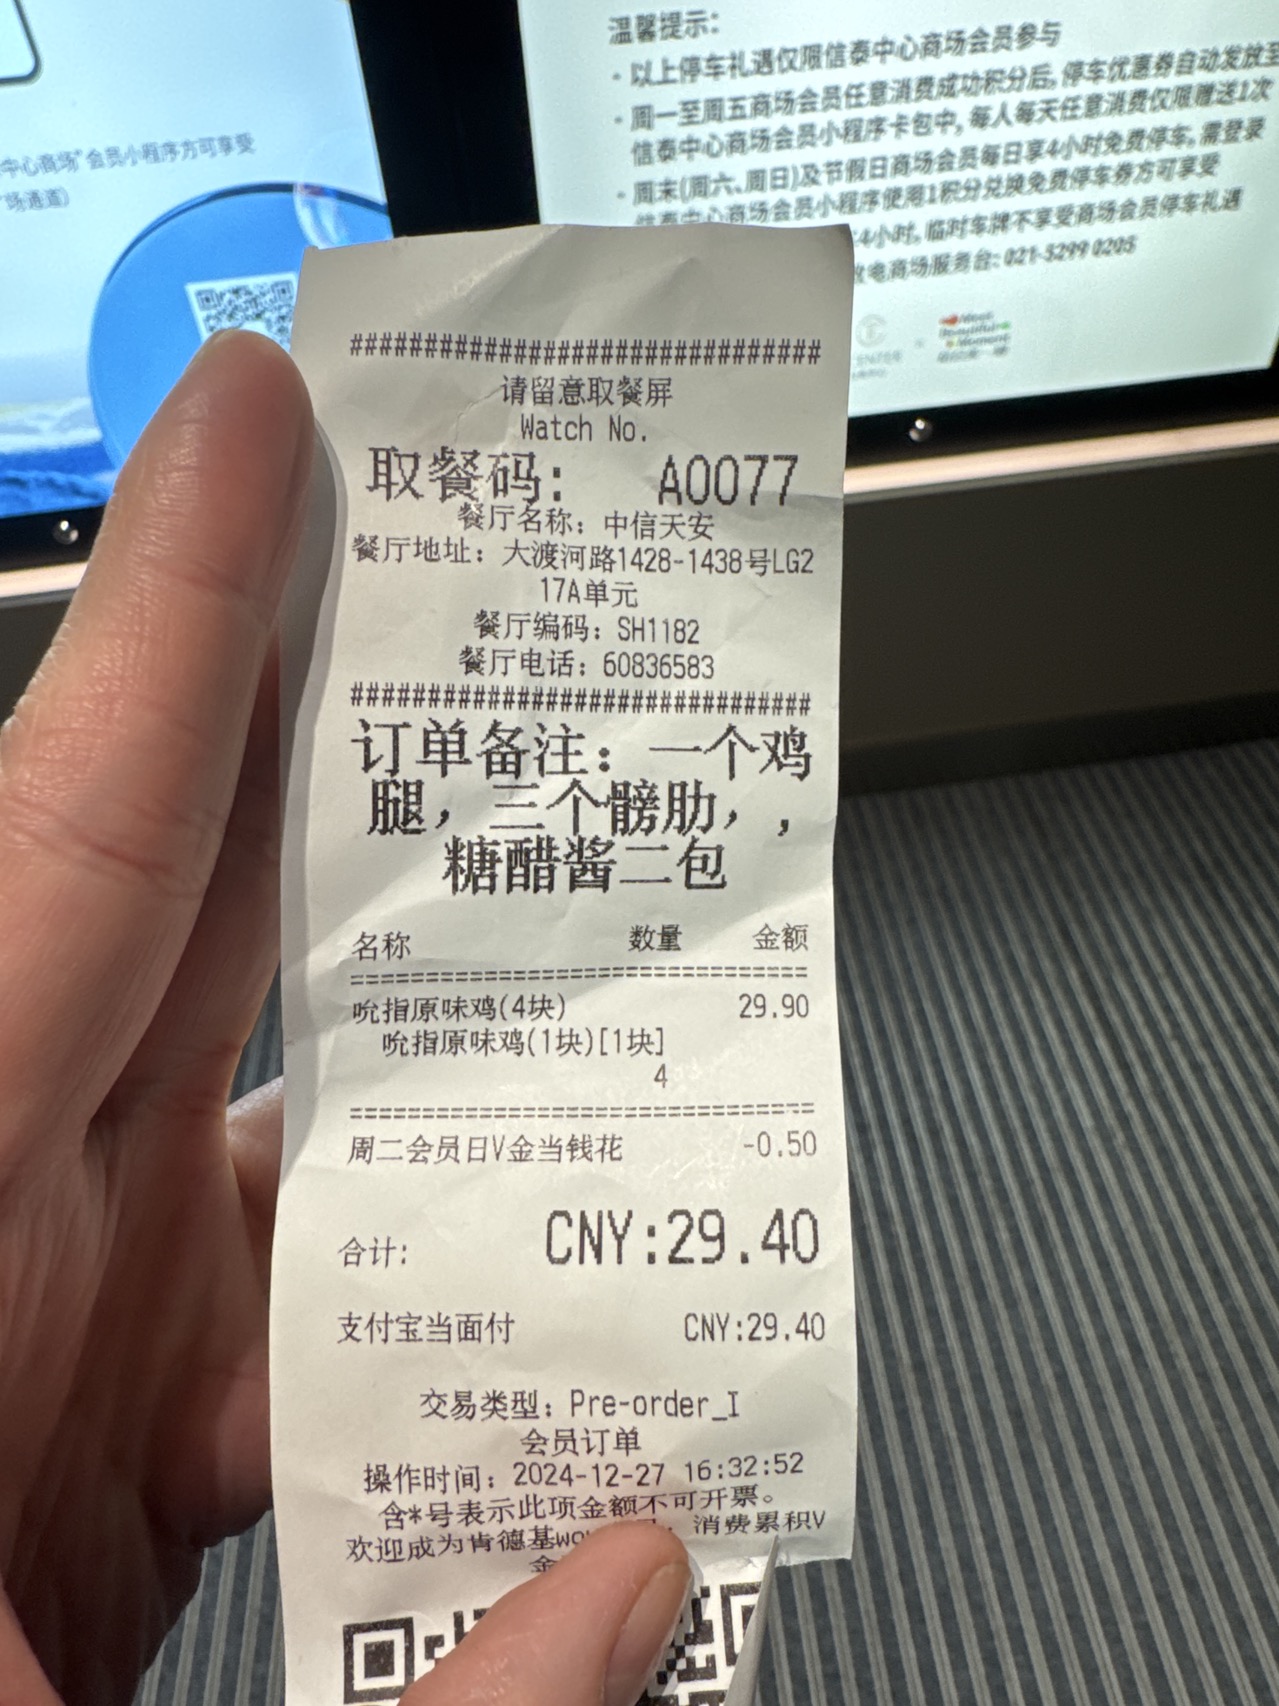 中心商场"会员小程序方可享受
场通道)
温馨提示:
· 以上停车礼遇仅限信泰中心商场会员参与
· 周一至周五商场会员任意消费成功积分后, 停车优惠券自动发放至
信泰中心商场会员小程序卡包中, 每人每天任意消费仅限赠送1次
· 周末(周六、周日)及节假日商场会员每日享4小时免费停车, 需登录
信泰中心商场会员小程序使用1积分兑换免费停车券方可享受
4小时, 临时车牌不享受商场会员停车礼遇
电商场服务台: 021-5299 0205
Most
Beautiful
Moment
################################
请留意取餐屏
Watch No.
取餐码: A0077
餐厅名称: 中信天安
餐厅地址: 大渡河路1428-1438号LG2
17A单元
餐厅编码: SH1182
餐厅电话: 60836583
################################
订单备注: 一个鸡
腿, 三个髈肋, ,
糖醋酱二包
名称 数量 金额
================================
吮指原味鸡(4块) 29.90
吮指原味鸡(1块)[1块]
4
================================
周二会员日V金当钱花 -0.50
合计: CNY:29.40
支付宝当面付 CNY:29.40
交易类型: Pre-order_I
会员订单
操作时间: 2024-12-27 16:32:52
含*号表示此项金额不可开票。
欢迎成为肯德基wow 消费累积V
金